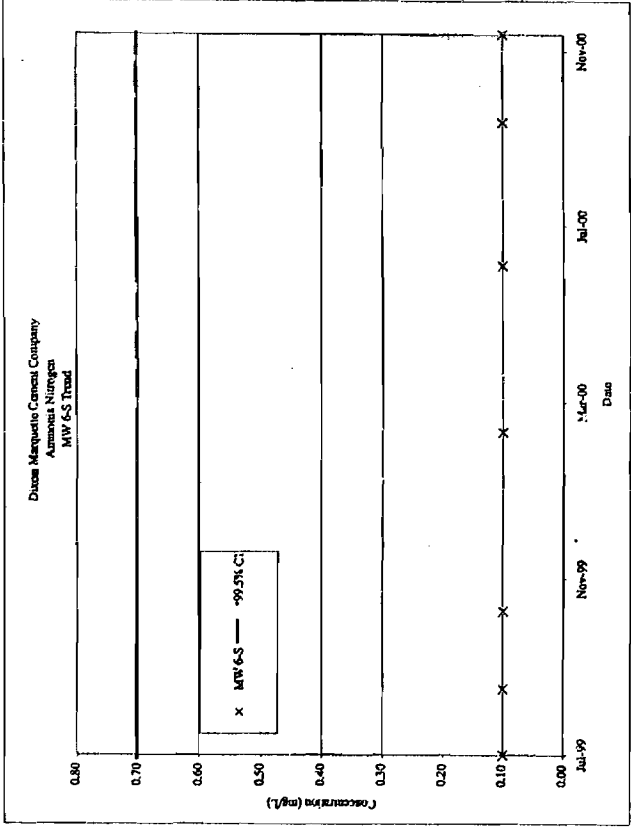 Dixon Marquette Cement Company
Ammonia Nitrogen
MW 6-S Trend
0.80
0.70
0.60
0.50
0.40
0.30
0.20
0.10
0.00
Concentration (mg/L)
MW 6-S
+99.5% CI
Jul-99
Nov-99
Mar-00
Jul-00
Nov-00
Date